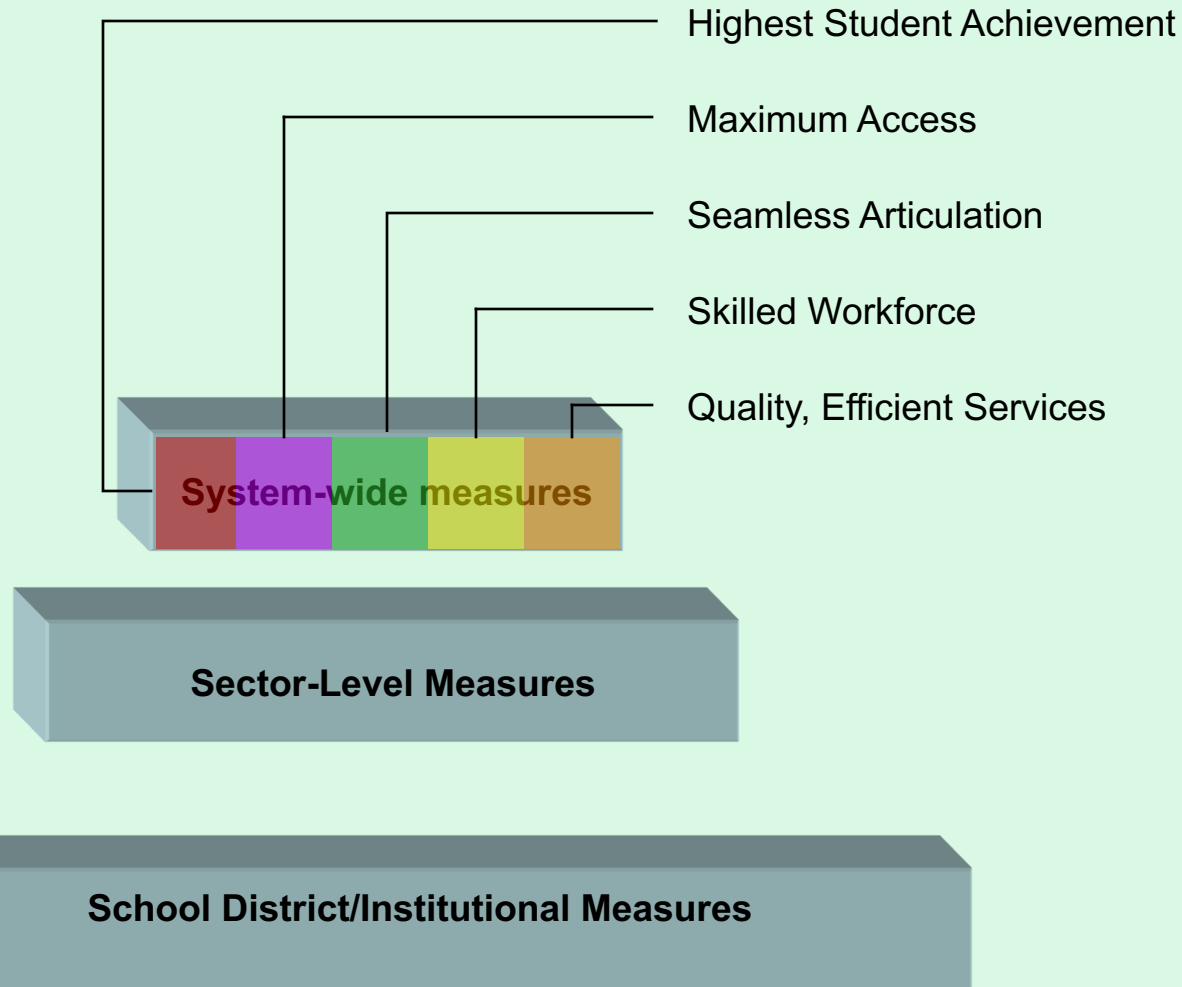 Highest Student Achievement
Maximum Access
Seamless Articulation
Skilled Workforce
Quality, Efficient Services
System-wide measures
Sector-Level Measures
School District/Institutional Measures